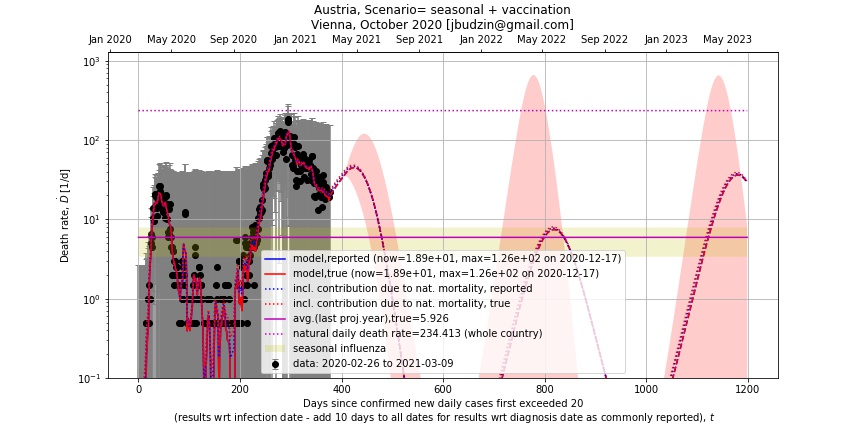 Austria, Scenario= seasonal + vaccination
Vienna, October 2020 [jbudzin@gmail.com]
Jan 2020 May 2020 Sep 2020 Jan 2021 May 2021 Sep 2021 Jan 2022 May 2022 Sep 2022 Jan 2023 May 2023
10³
10²
10¹
10⁰
10⁻¹
Death rate, D [1/d]
model,reported (now=1.89e+01, max=1.26e+02 on 2020-12-17)
model,true (now=1.89e+01, max=1.26e+02 on 2020-12-17)
incl. contribution due to nat. mortality, reported
incl. contribution due to nat. mortality, true
avg.(last proj.year),true=5.926
natural daily death rate=234.413 (whole country)
seasonal influenza
data: 2020-02-26 to 2021-03-09
0 200 400 600 800 1000 1200
Days since confirmed new daily cases first exceeded 20
(results wrt infection date - add 10 days to all dates for results wrt diagnosis date as commonly reported), t